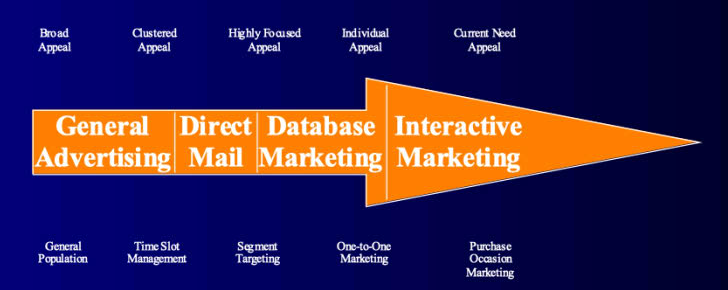 Broad Clustered Highly Focused Individual Current Need
Appeal Appeal Appeal Appeal Appeal
General Direct Database Interactive
Advertising Mail Marketing Marketing
General Time Slot Segment One-to-One Purchase
Population Management Targeting Marketing Occasion
Marketing